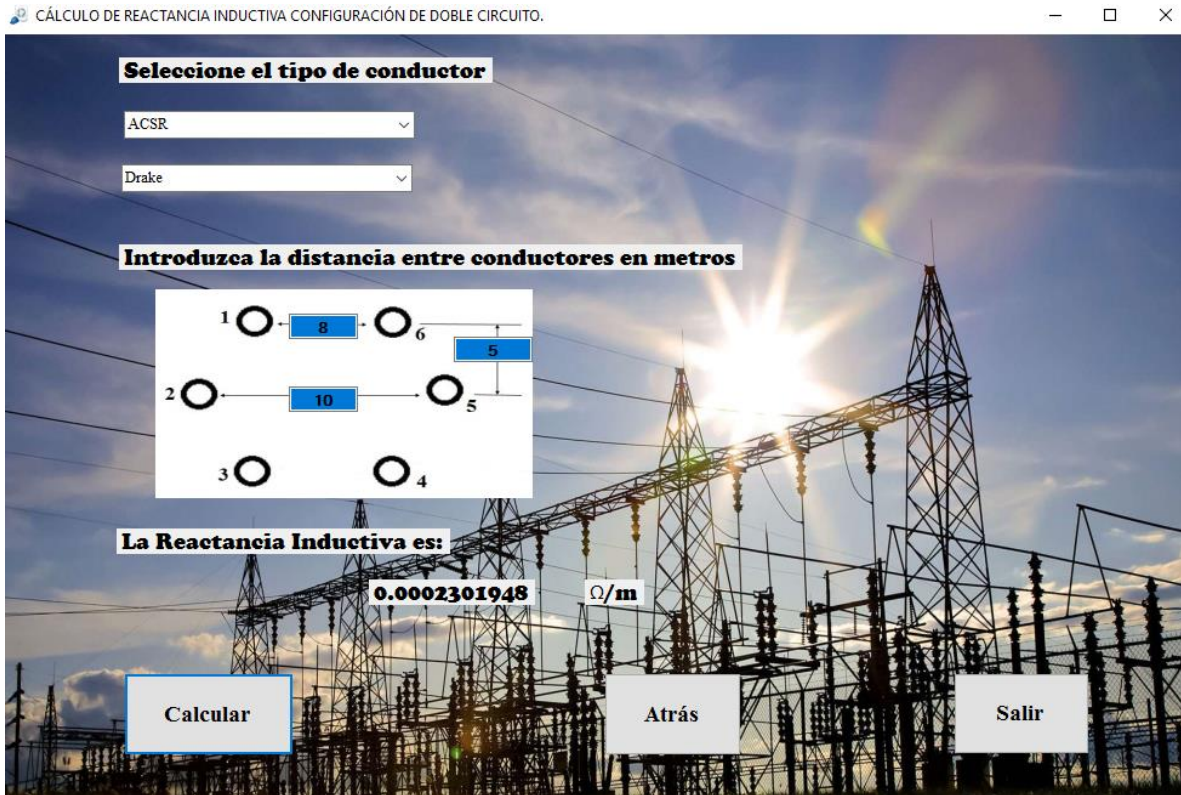 CÁLCULO DE REACTANCIA INDUCTIVA CONFIGURACIÓN DE DOBLE CIRCUITO.
Seleccione el tipo de conductor
ACSR
Drake
Introduzca la distancia entre conductores en metros
1 8 6
5
2 10 5
3 4
La Reactancia Inductiva es:
0.0002301948 Ω/m
Calcular Atrás Salir